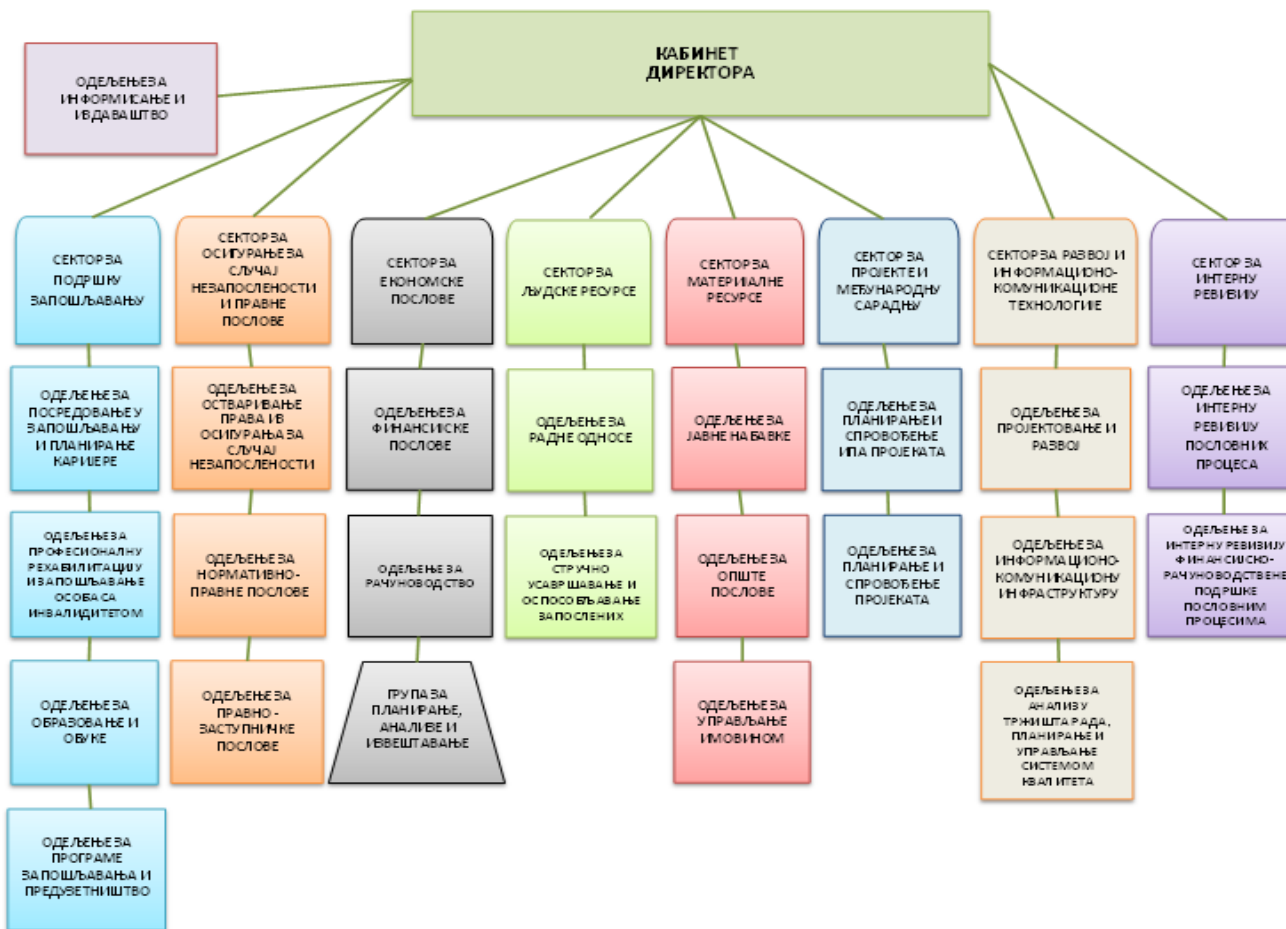 КАБИНЕТ
ДИРЕКТОРА
ОДЕЉЕЊЕ ЗА
ИНФОРМИСАЊЕ И
ИЗДАВАШТВО
СЕКТОР ЗА
ПОДРШКУ
ЗАПОШЉАВАЊУ
СЕКТОР ЗА
ОСИГУРАЊЕ ЗА
СЛУЧАЈ
НЕЗАПОСЛЕНОСТИ
И ПРАВНЕ
ПОСЛОВЕ
СЕКТОР ЗА
ЕКОНОМСКЕ
ПОСЛОВЕ
СЕКТОР ЗА
ЉУДСКЕ РЕСУРСЕ
СЕКТОР ЗА
МАТЕРИЈАЛНЕ
РЕСУРСЕ
СЕКТОР ЗА
ПРОЈЕКТЕ И
МЕЂУНАРОДНУ
САРАДЊУ
СЕКТОР ЗА РАЗВОЈ И
ИНФОРМАЦИОНО-
КОМУНИКАЦИОНЕ
ТЕХНОЛОГИЈЕ
СЕКТОР ЗА
ИНТЕРНУ
РЕВИЗИЈУ
ОДЕЉЕЊЕ ЗА
ПОСРЕДОВАЊЕ У
ЗАПОШЉАВАЊУ
И ПЛАНИРАЊЕ
КАРИЈЕРЕ
ОДЕЉЕЊЕ ЗА
ОСТВАРИВАЊЕ
ПРАВА ИЗ
ОСИГУРАЊА ЗА
СЛУЧАЈ
НЕЗАПОСЛЕНОСТИ
ОДЕЉЕЊЕ ЗА
ФИНАНСИЈСКЕ
ПОСЛОВЕ
ОДЕЉЕЊЕ ЗА
РАДНЕ ОДНОСЕ
ОДЕЉЕЊЕ ЗА
ЈАВНЕ НАБАВКЕ
ОДЕЉЕЊЕ ЗА
ПЛАНИРАЊЕ И
СПРОВОЂЕЊЕ
ИПА ПРОЈЕКАТА
ОДЕЉЕЊЕ ЗА
ПРОЈЕКТОВАЊЕ И
РАЗВОЈ
ОДЕЉЕЊЕ ЗА
ИНТЕРНУ
РЕВИЗИЈУ
ПОСЛОВНИХ
ПРОЦЕСА
ОДЕЉЕЊЕ ЗА
ПРОФЕСИОНАЛНУ
РЕХАБИЛИТАЦИЈУ
И ЗАПОШЉАВАЊЕ
ОСОБА СА
ИНВАЛИДИТЕТОМ
ОДЕЉЕЊЕ ЗА
НОРМАТИВНО-
ПРАВНЕ ПОСЛОВЕ
ОДЕЉЕЊЕ ЗА
РАЧУНОВОДСТВО
ОДЕЉЕЊЕ ЗА
СТРУЧНО
УСАВРШАВАЊЕ И
ОСПОСОБЉАВАЊЕ
ЗАПОСЛЕНИХ
ОДЕЉЕЊЕ ЗА
ОПШТЕ
ПОСЛОВЕ
ОДЕЉЕЊЕ ЗА
ПЛАНИРАЊЕ И
СПРОВОЂЕЊЕ
ПРОЈЕКАТА
ОДЕЉЕЊЕ ЗА
ИНФОРМАЦИОНО-
КОМУНИКАЦИОНУ
ИНФРАСТРУКТУРУ
ОДЕЉЕЊЕ ЗА
ИНТЕРНУ РЕВИЗИЈУ
ФИНАНСИЈСКО-
РАЧУНОВОДСТВЕНЕ
ПОДРШКЕ
ПОСЛОВНИМ
ПРОЦЕСИМА
ОДЕЉЕЊЕ ЗА
ОБРАЗОВАЊЕ И
ОБУКЕ
ОДЕЉЕЊЕ ЗА
ПРАВНО-
ЗАСТУПНИЧКЕ
ПОСЛОВЕ
ГРУПА ЗА
ПЛАНИРАЊЕ,
АНАЛИЗЕ И
ИЗВЕШТАВАЊЕ
ОДЕЉЕЊЕ ЗА
УПРАВЉАЊЕ
ИМОВИНОМ
ОДЕЉЕЊЕ ЗА
АНАЛИЗУ
ТРЖИШТА РАДА,
ПЛАНИРАЊЕ И
УПРАВЉАЊЕ
СИСТЕМОМ
КВАЛИТЕТА
ОДЕЉЕЊЕ ЗА
ПРОГРАМЕ
ЗАПОШЉАВАЊА И
ПРЕДУЗЕТНИШТВО